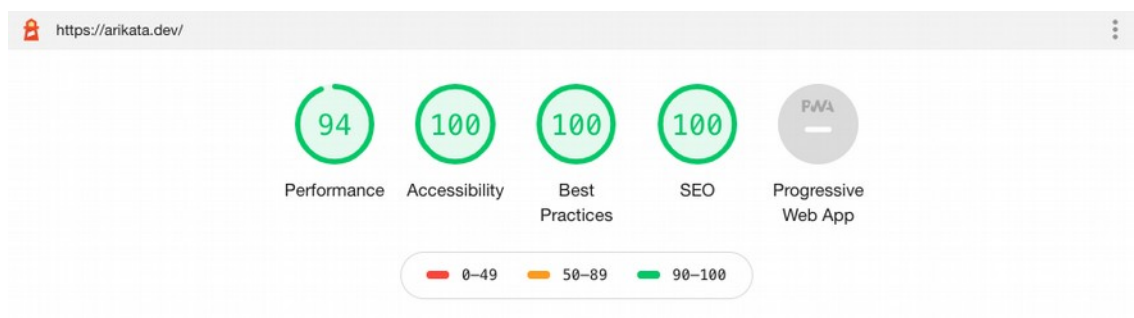 https://arikata.dev/
94 100 100 100 PWA
Performance Accessibility Best Practices SEO Progressive Web App
0–49 50–89 90–100